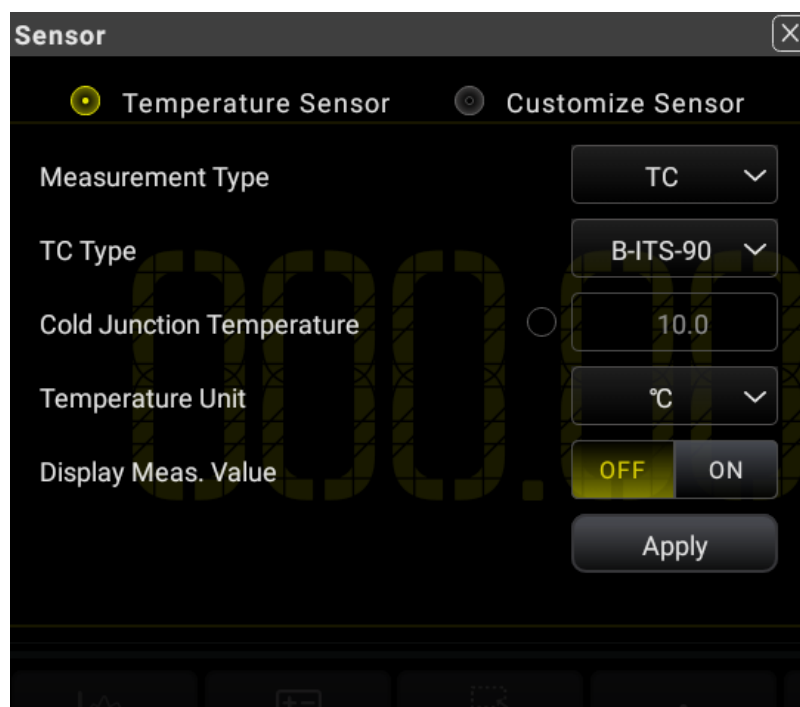 Sensor
Temperature Sensor Customize Sensor
Measurement Type TC
TC Type B-ITS-90
Cold Junction Temperature 10.0
Temperature Unit ℃
Display Meas. Value OFF ON
Apply